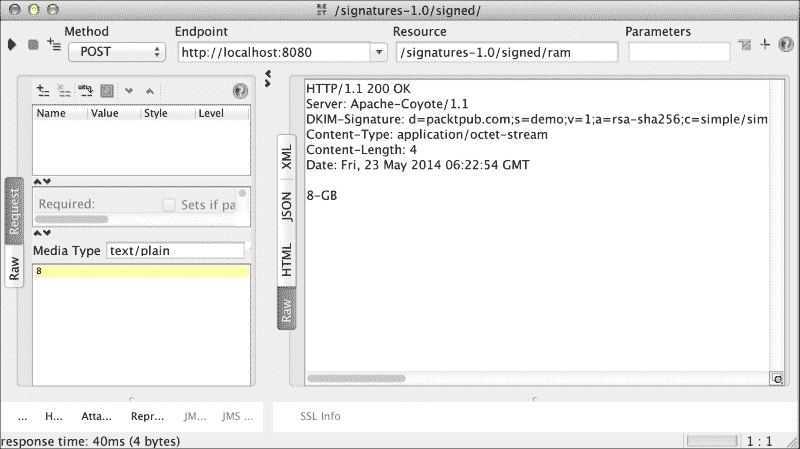 /signatures-1.0/signed/
Method
Endpoint
Resource
Parameters
POST
http://localhost:8080
/signatures-1.0/signed/ram
Name Value Style Level
Required: Sets if pa
Media Type text/plain
8
Request
Raw
XML
JSON
HTML
Raw
HTTP/1.1 200 OK
Server: Apache-Coyote/1.1
DKIM-Signature: d=packtpub.com;s=demo;v=1;a=rsa-sha256;c=simple/sim
Content-Type: application/octet-stream
Content-Length: 4
Date: Fri, 23 May 2014 06:22:54 GMT
8-GB
... H... Atta... Repr... JM... JMS ...
SSL Info
response time: 40ms (4 bytes)
1 : 1